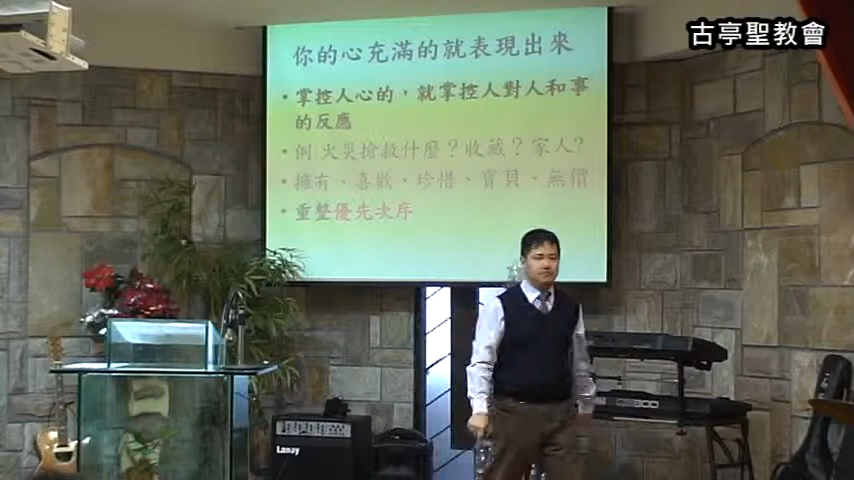 古亭聖教會
你的心充滿的就表現出來
• 掌控人心的，就掌控人對人和事
的反應
• 例 火災搶救什麼？收藏？家人？
• 擁有、喜歡、珍惜、寶貝、無價
• 重整優先次序
Laney